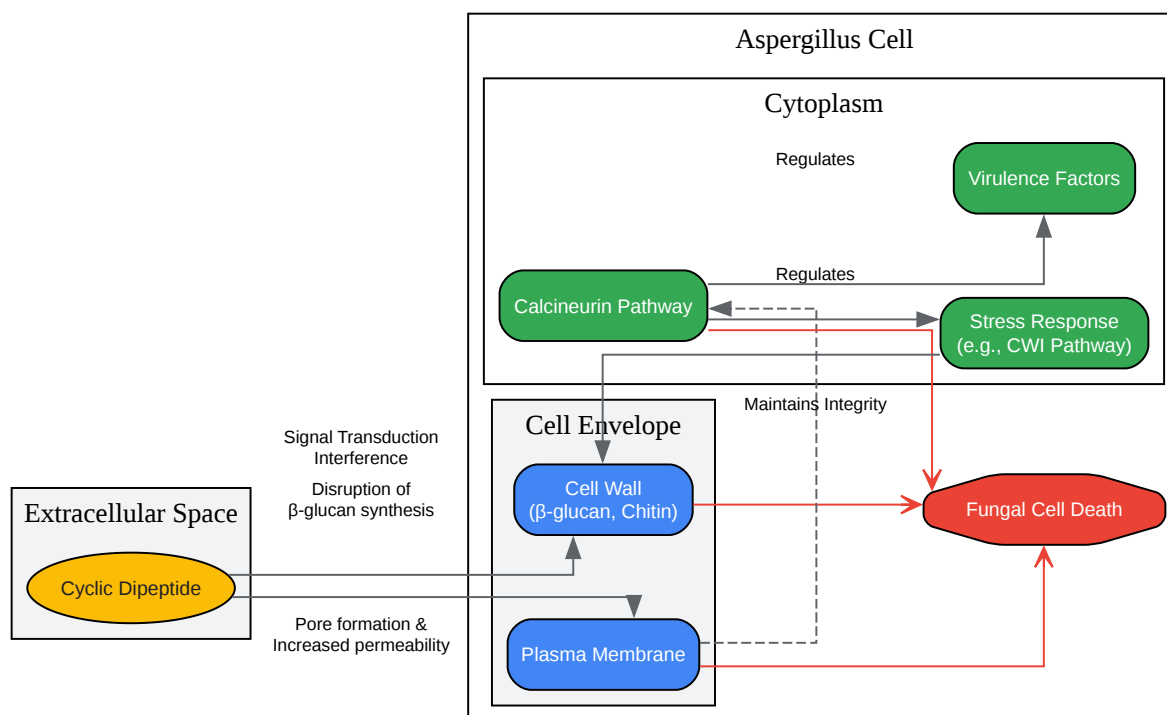 Aspergillus Cell
Cytoplasm
Regulates
Virulence Factors
Regulates
Calcineurin Pathway
Stress Response
(e.g., CWI Pathway)
Maintains Integrity
Cell Envelope
Signal Transduction
Interference
Disruption of
β-glucan synthesis
Cell Wall
(β-glucan, Chitin)
Fungal Cell Death
Extracellular Space
Cyclic Dipeptide
Pore formation &
Increased permeability
Plasma Membrane